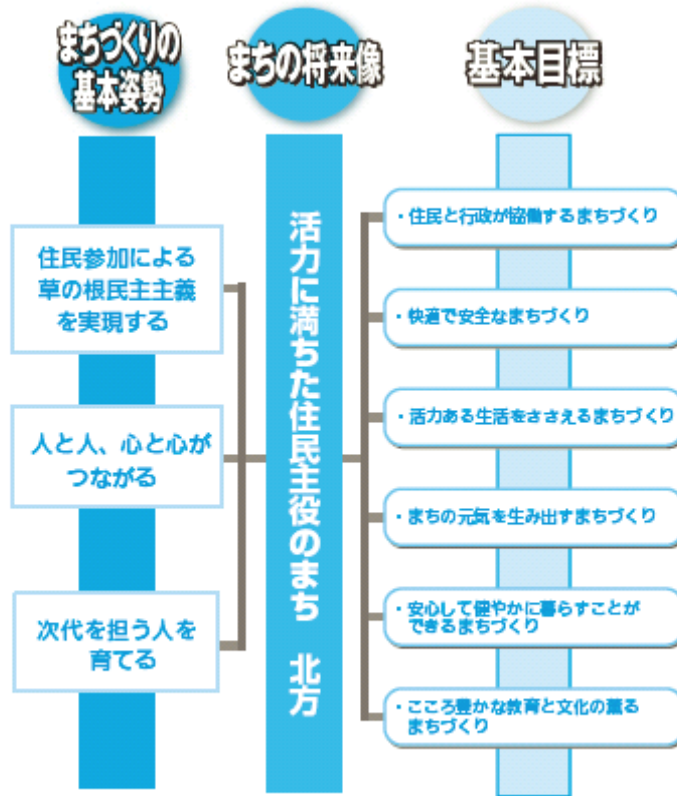 まちづくりの
基本姿勢
まちの将来像
基本目標
住民参加による
草の根民主主義
を実現する
人と人、心と心が
つながる
次代を担う人を
育てる
活力に満ちた住民主役のまち　北方
・住民と行政が協働するまちづくり
・快適で安全なまちづくり
・活力ある生活をささえるまちづくり
・まちの元気を生み出すまちづくり
・安心して健やかに暮らすことが
できるまちづくり
・こころ豊かな教育と文化の薫る
まちづくり